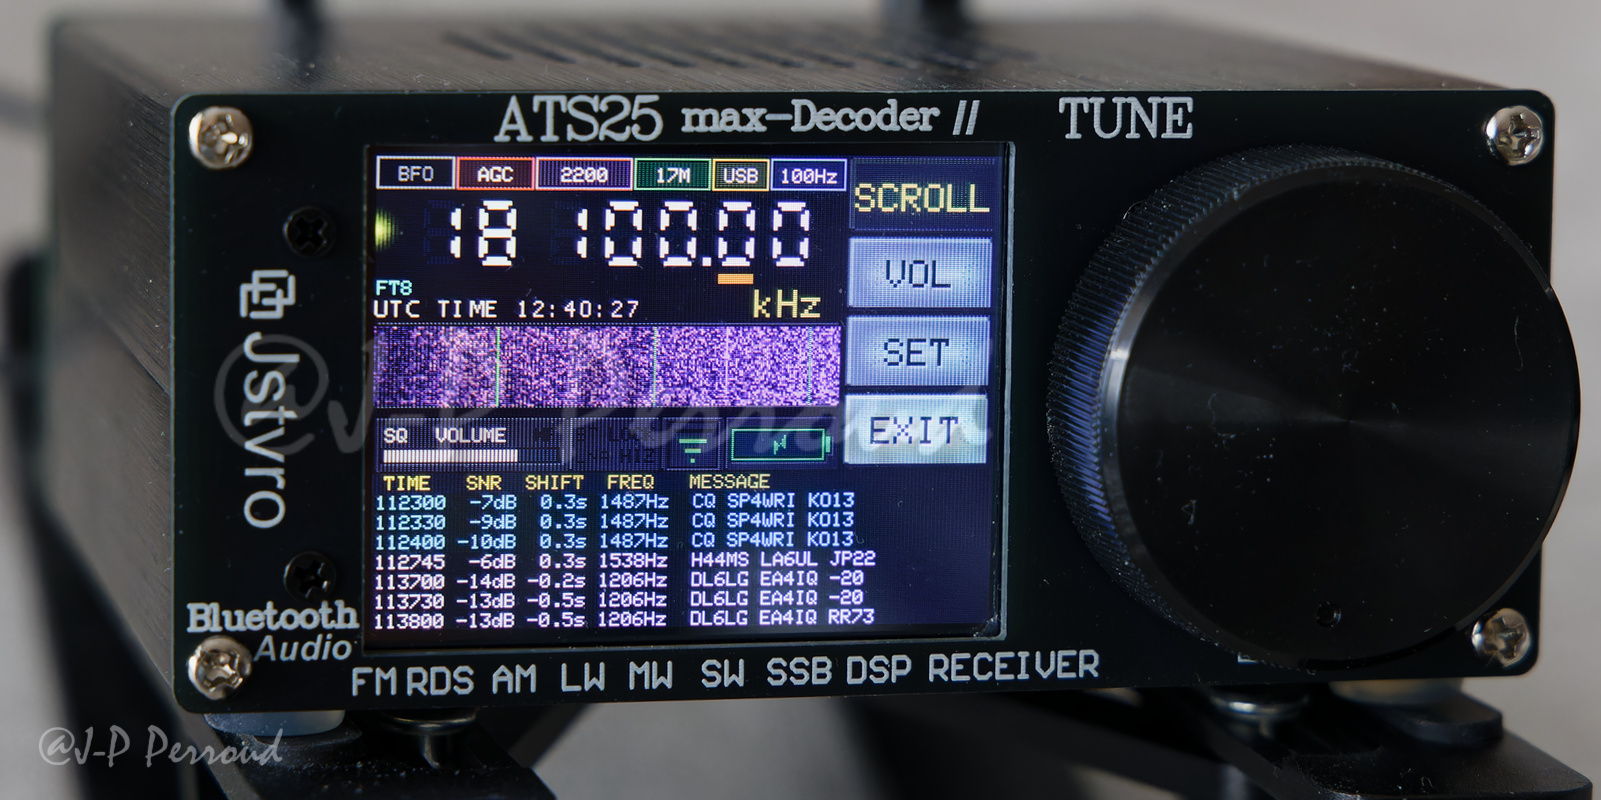 ATS25 max-Decoder II
TUNE
BFO AGC 2200 17M USB 100Hz
SCROLL
18 100.00
VOL
FT8
UTC TIME 12:40:27
kHz
SET
EXIT
SQ VOLUME
TIME SNR SHIFT FREQ MESSAGE
112300 -7dB 0.3s 1487Hz CQ SP4WRI KO13
112330 -9dB 0.3s 1487Hz CQ SP4WRI KO13
112400 -10dB 0.3s 1487Hz CQ SP4WRI KO13
112745 -6dB 0.3s 1538Hz H44MS LA6UL JP22
113700 -14dB -0.2s 1206Hz DL6LG EA4IQ -20
113730 -13dB -0.5s 1206Hz DL6LG EA4IQ -20
113800 -13dB -0.5s 1206Hz DL6LG EA4IQ RR73
Jstvro
Bluetooth
Audio
FM RDS AM LW MW SW SSB DSP RECEIVER
@J-P Perroud
@J-P Perroud